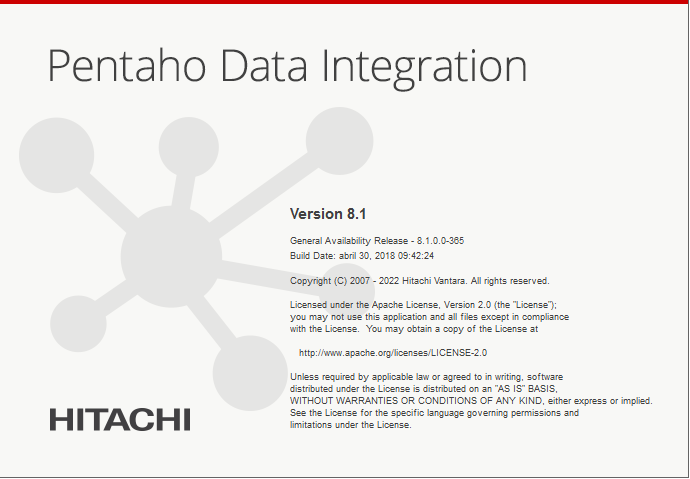 Pentaho Data Integration
Version 8.1
General Availability Release - 8.1.0.0-365
Build Date: abril 30, 2018 09:42:24
Copyright (C) 2007 - 2022 Hitachi Vantara. All rights reserved.
Licensed under the Apache License, Version 2.0 (the "License");
you may not use this application and all files except in compliance
with the License. You may obtain a copy of the License at
http://www.apache.org/licenses/LICENSE-2.0
Unless required by applicable law or agreed to in writing, software
distributed under the License is distributed on an "AS IS" BASIS,
WITHOUT WARRANTIES OR CONDITIONS OF ANY KIND, either express or implied.
See the License for the specific language governing permissions and
limitations under the License.
HITACHI